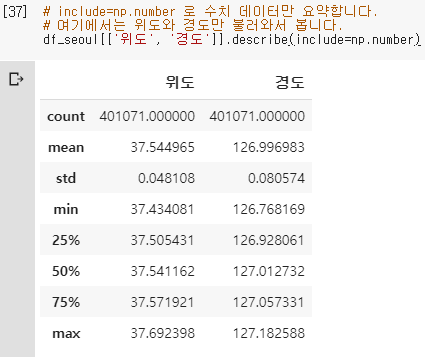 [37] # include=np.number 로 수치 데이터만 요약합니다.
# 여기에서는 위도와 경도만 불러와서 봅니다.
df_seoul[['위도', '경도']].describe(include=np.number)
위도 경도
count 401071.000000 401071.000000
mean 37.544965 126.996983
std 0.048108 0.080574
min 37.434081 126.768169
25% 37.505431 126.928061
50% 37.541162 127.012732
75% 37.571921 127.057331
max 37.692398 127.182588